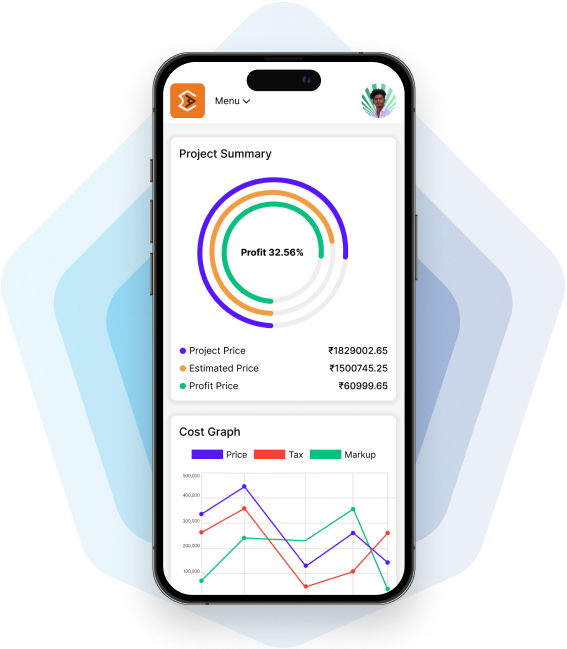 Menu
Project Summary
Profit 32.56%
Project Price ₹1829002.65
Estimated Price ₹1500745.25
Profit Price ₹60999.65
Cost Graph
Price Tax Markup
500,000
400,000
300,000
200,000
100,000